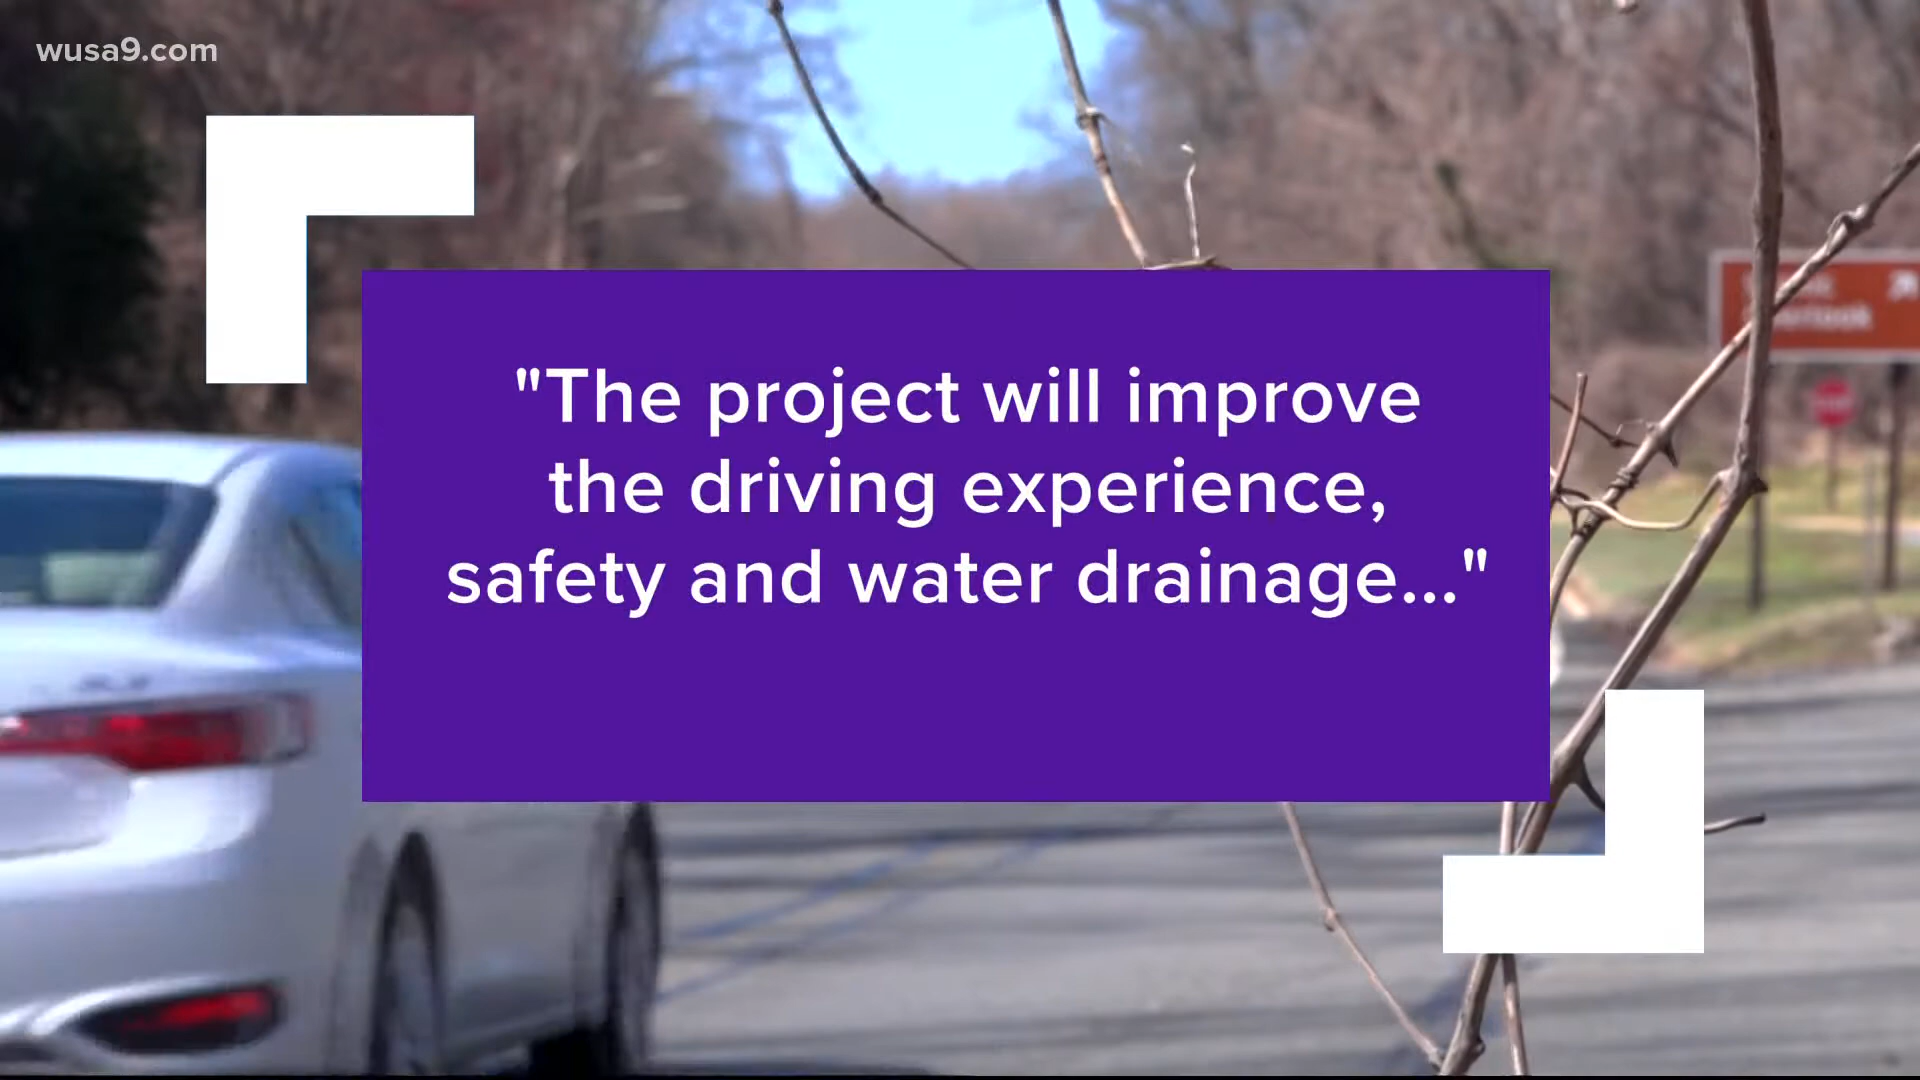 wusa9.com
"The project will improve
the driving experience,
safety and water drainage..."